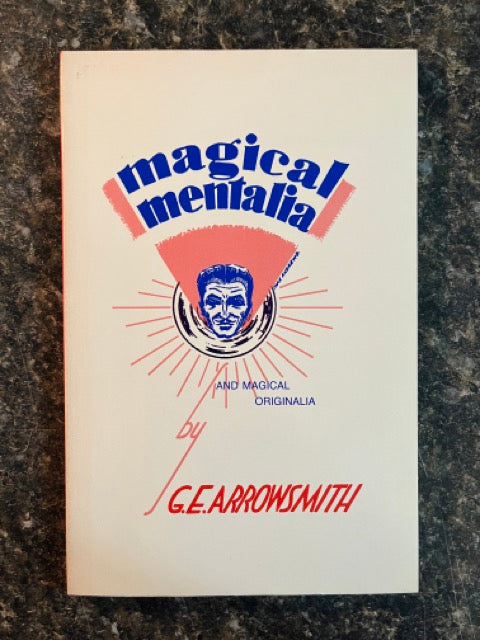 magical
mentalia
AND MAGICAL
ORIGINALIA
by
G.E. ARROWSMITH